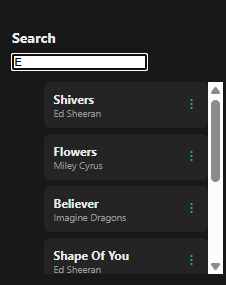 Search
E
Shivers
Ed Sheeran
Flowers
Miley Cyrus
Believer
Imagine Dragons
Shape Of You
Ed Sheeran